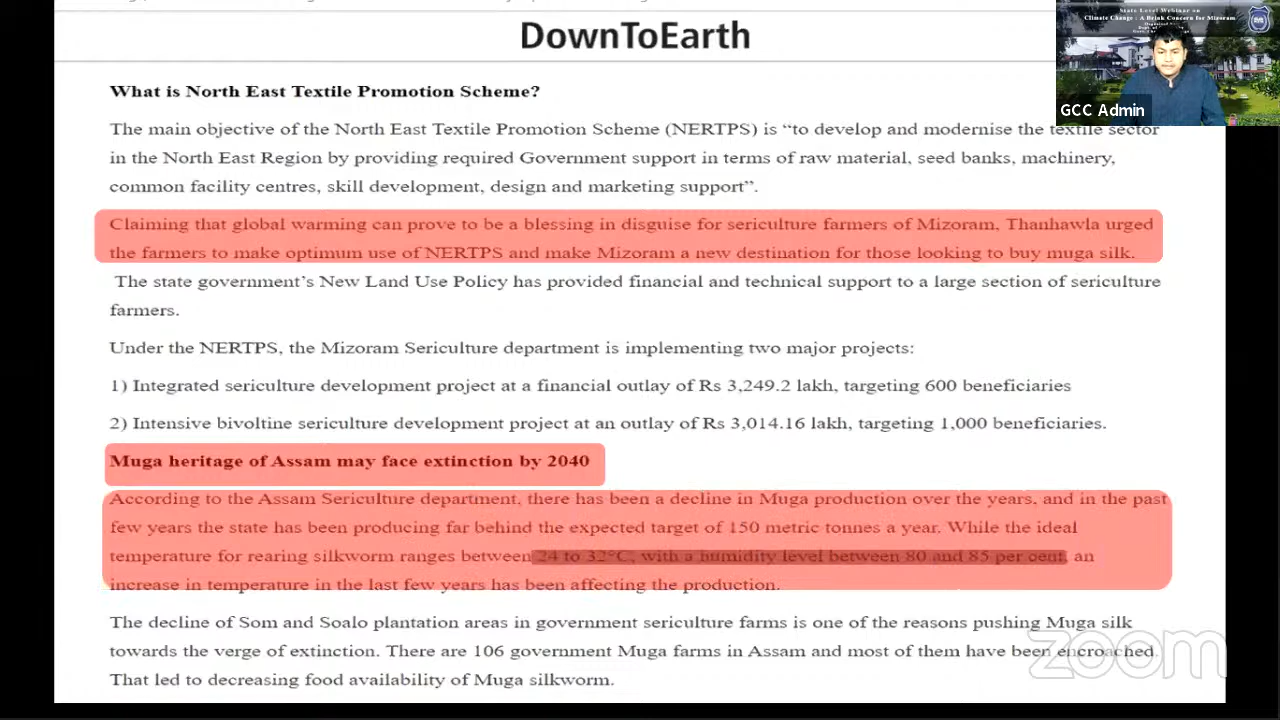 DownToEarth
State Level Webinar on
Climate Change : A Brink Concern for Mizoram
GCC Admin
What is North East Textile Promotion Scheme?
The main objective of the North East Textile Promotion Scheme (NERTPS) is “to develop and modernise the textile sector
in the North East Region by providing required Government support in terms of raw material, seed banks, machinery,
common facility centres, skill development, design and marketing support”.
Claiming that global warming can prove to be a blessing in disguise for sericulture farmers of Mizoram, Thanhawla urged
the farmers to make optimum use of NERTPS and make Mizoram a new destination for those looking to buy muga silk.
The state government’s New Land Use Policy has provided financial and technical support to a large section of sericulture
farmers.
Under the NERTPS, the Mizoram Sericulture department is implementing two major projects:
1) Integrated sericulture development project at a financial outlay of Rs 3,249.2 lakh, targeting 600 beneficiaries
2) Intensive bivoltine sericulture development project at an outlay of Rs 3,014.16 lakh, targeting 1,000 beneficiaries.
Muga heritage of Assam may face extinction by 2040
According to the Assam Sericulture department, there has been a decline in Muga production over the years, and in the past
few years the state has been producing far behind the expected target of 150 metric tonnes a year. While the ideal
temperature for rearing silkworm ranges between 24 to 32°C, with a humidity level between 80 and 85 per cent, an
increase in temperature in the last few years has been affecting the production.
The decline of Som and Soalo plantation areas in government sericulture farms is one of the reasons pushing Muga silk
towards the verge of extinction. There are 106 government Muga farms in Assam and most of them have been encroached.
That led to decreasing food availability of Muga silkworm.
zoom